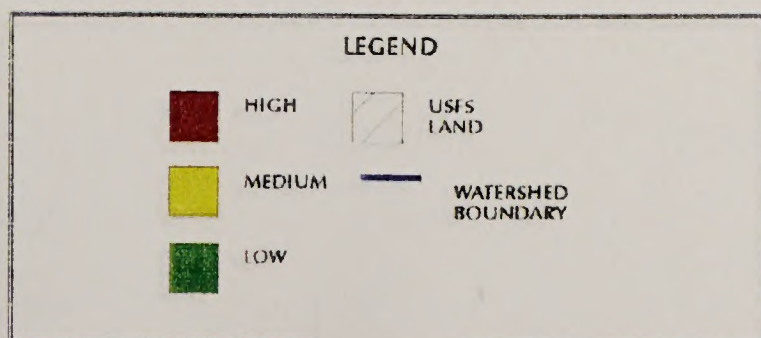 LEGEND
HIGH
USFS
LAND
MEDIUM
WATERSHED
BOUNDARY
LOW